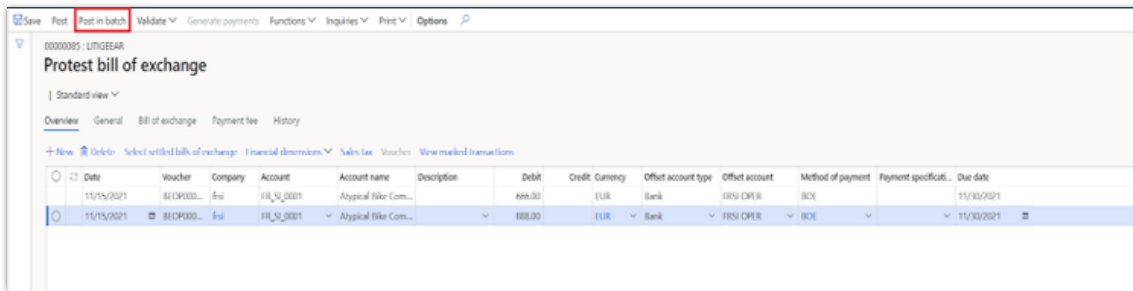 Save Post Post in batch Validate Generate payments Functions Inquiries Print Options
00000085 : LITIGEEAR
Protest bill of exchange
Standard view
Overview General Bill of exchange Payment fee History
New Delete Select settled bills of exchange Financial dimensions Sales tax Voucher View marked transactions
Date Voucher Company Account Account name Description Debit Credit Currency Offset account type Offset account Method of payment Payment specificati... Due date
11/15/2021 BEOP000... frsi FR_SI_0001 Atypical Bike Com... 666.00 EUR Bank FRSI OPER BOE 11/30/2021
11/15/2021 BEOP000... frsi FR_SI_0001 Atypical Bike Com... 888.00 EUR Bank FRSI OPER BOE 11/30/2021